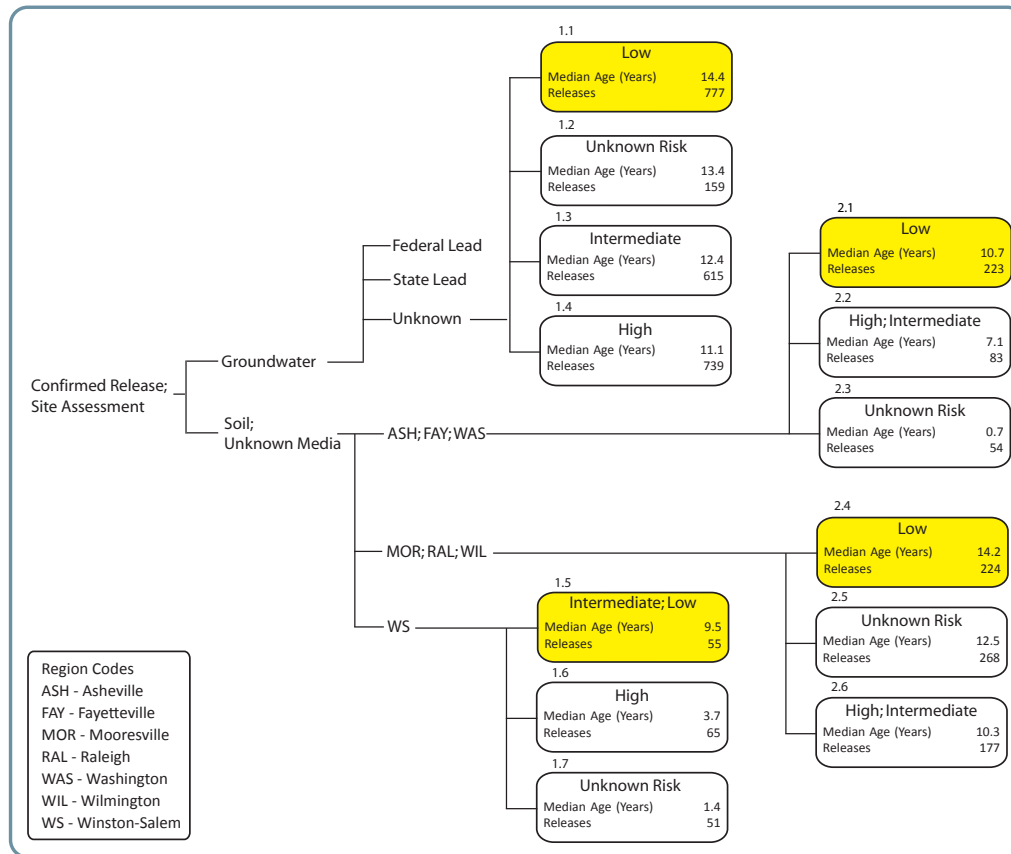 1.1
Low
Median Age (Years) 14.4
Releases 777
1.2
Unknown Risk
Median Age (Years) 13.4
Releases 159
1.3
Intermediate
Median Age (Years) 12.4
Releases 615
1.4
High
Median Age (Years) 11.1
Releases 739
Federal Lead
State Lead
Unknown
Groundwater
Confirmed Release;
Site Assessment
Soil;
Unknown Media
ASH; FAY; WAS
2.1
Low
Median Age (Years) 10.7
Releases 223
2.2
High; Intermediate
Median Age (Years) 7.1
Releases 83
2.3
Unknown Risk
Median Age (Years) 0.7
Releases 54
MOR; RAL; WIL
2.4
Low
Median Age (Years) 14.2
Releases 224
2.5
Unknown Risk
Median Age (Years) 12.5
Releases 268
2.6
High; Intermediate
Median Age (Years) 10.3
Releases 177
WS
1.5
Intermediate; Low
Median Age (Years) 9.5
Releases 55
1.6
High
Median Age (Years) 3.7
Releases 65
1.7
Unknown Risk
Median Age (Years) 1.4
Releases 51
Region Codes
ASH - Asheville
FAY - Fayetteville
MOR - Mooresville
RAL - Raleigh
WAS - Washington
WIL - Wilmington
WS - Winston-Salem